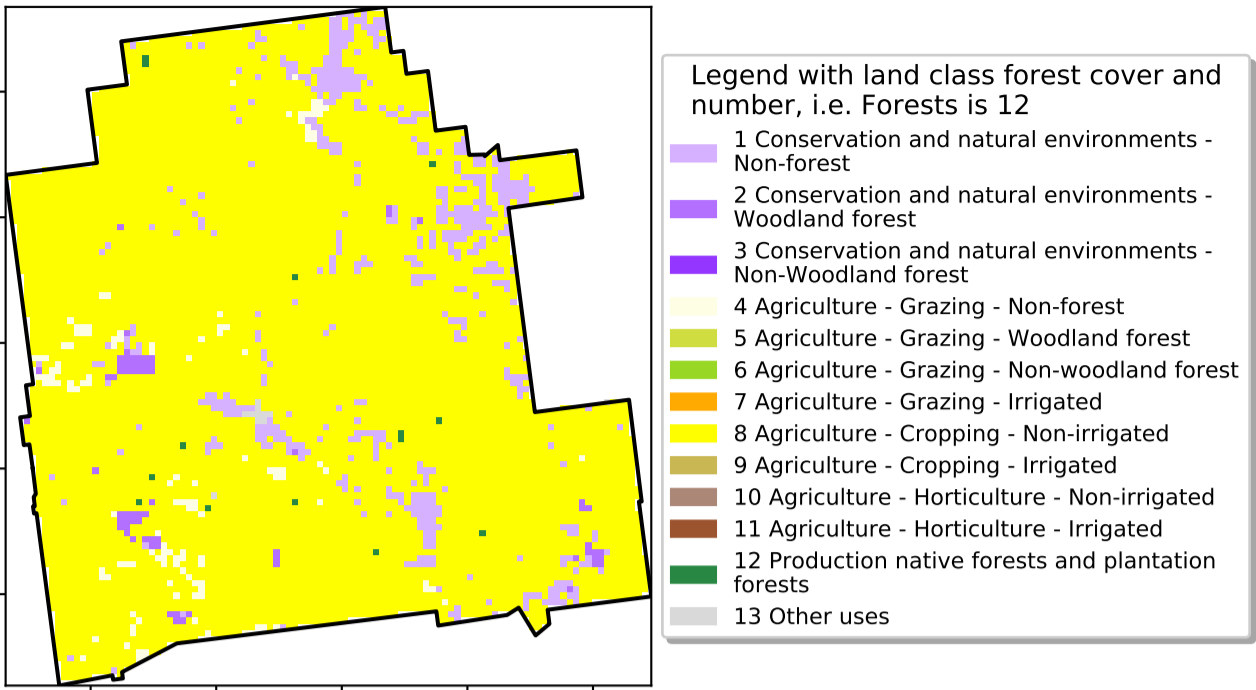 Legend with land class forest cover and
number, i.e. Forests is 12
1 Conservation and natural environments -
Non-forest
2 Conservation and natural environments -
Woodland forest
3 Conservation and natural environments -
Non-Woodland forest
4 Agriculture - Grazing - Non-forest
5 Agriculture - Grazing - Woodland forest
6 Agriculture - Grazing - Non-woodland forest
7 Agriculture - Grazing - Irrigated
8 Agriculture - Cropping - Non-irrigated
9 Agriculture - Cropping - Irrigated
10 Agriculture - Horticulture - Non-irrigated
11 Agriculture - Horticulture - Irrigated
12 Production native forests and plantation
forests
13 Other uses